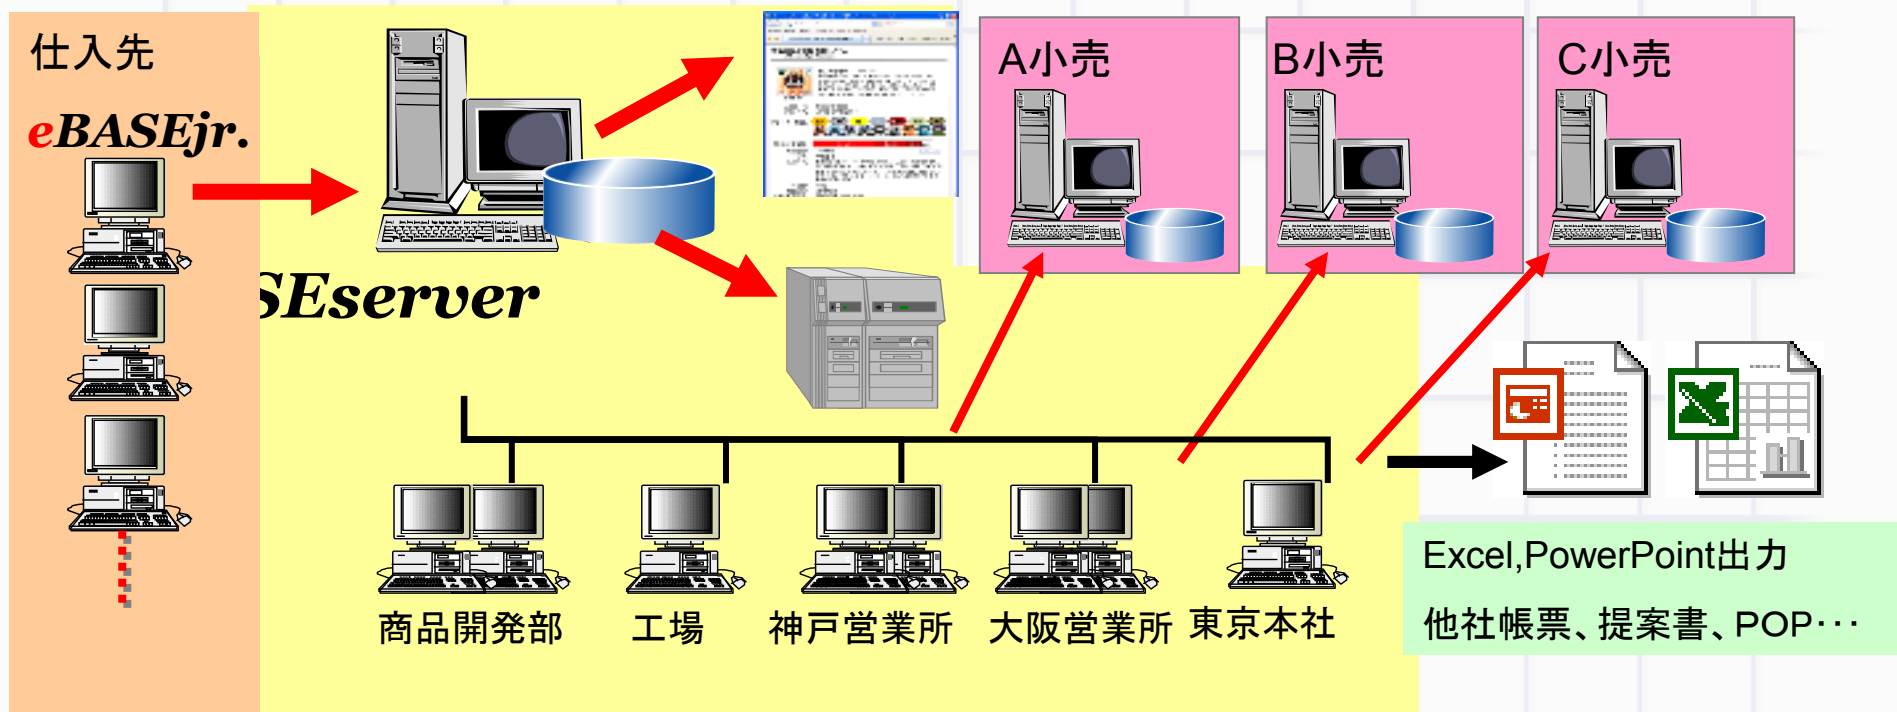 仕入先
eBASEjr.
A小売
B小売
C小売
SEserver
商品開発部
工場
神戸営業所
大阪営業所
東京本社
Excel,PowerPoint出力
他社帳票、提案書、POP･･･